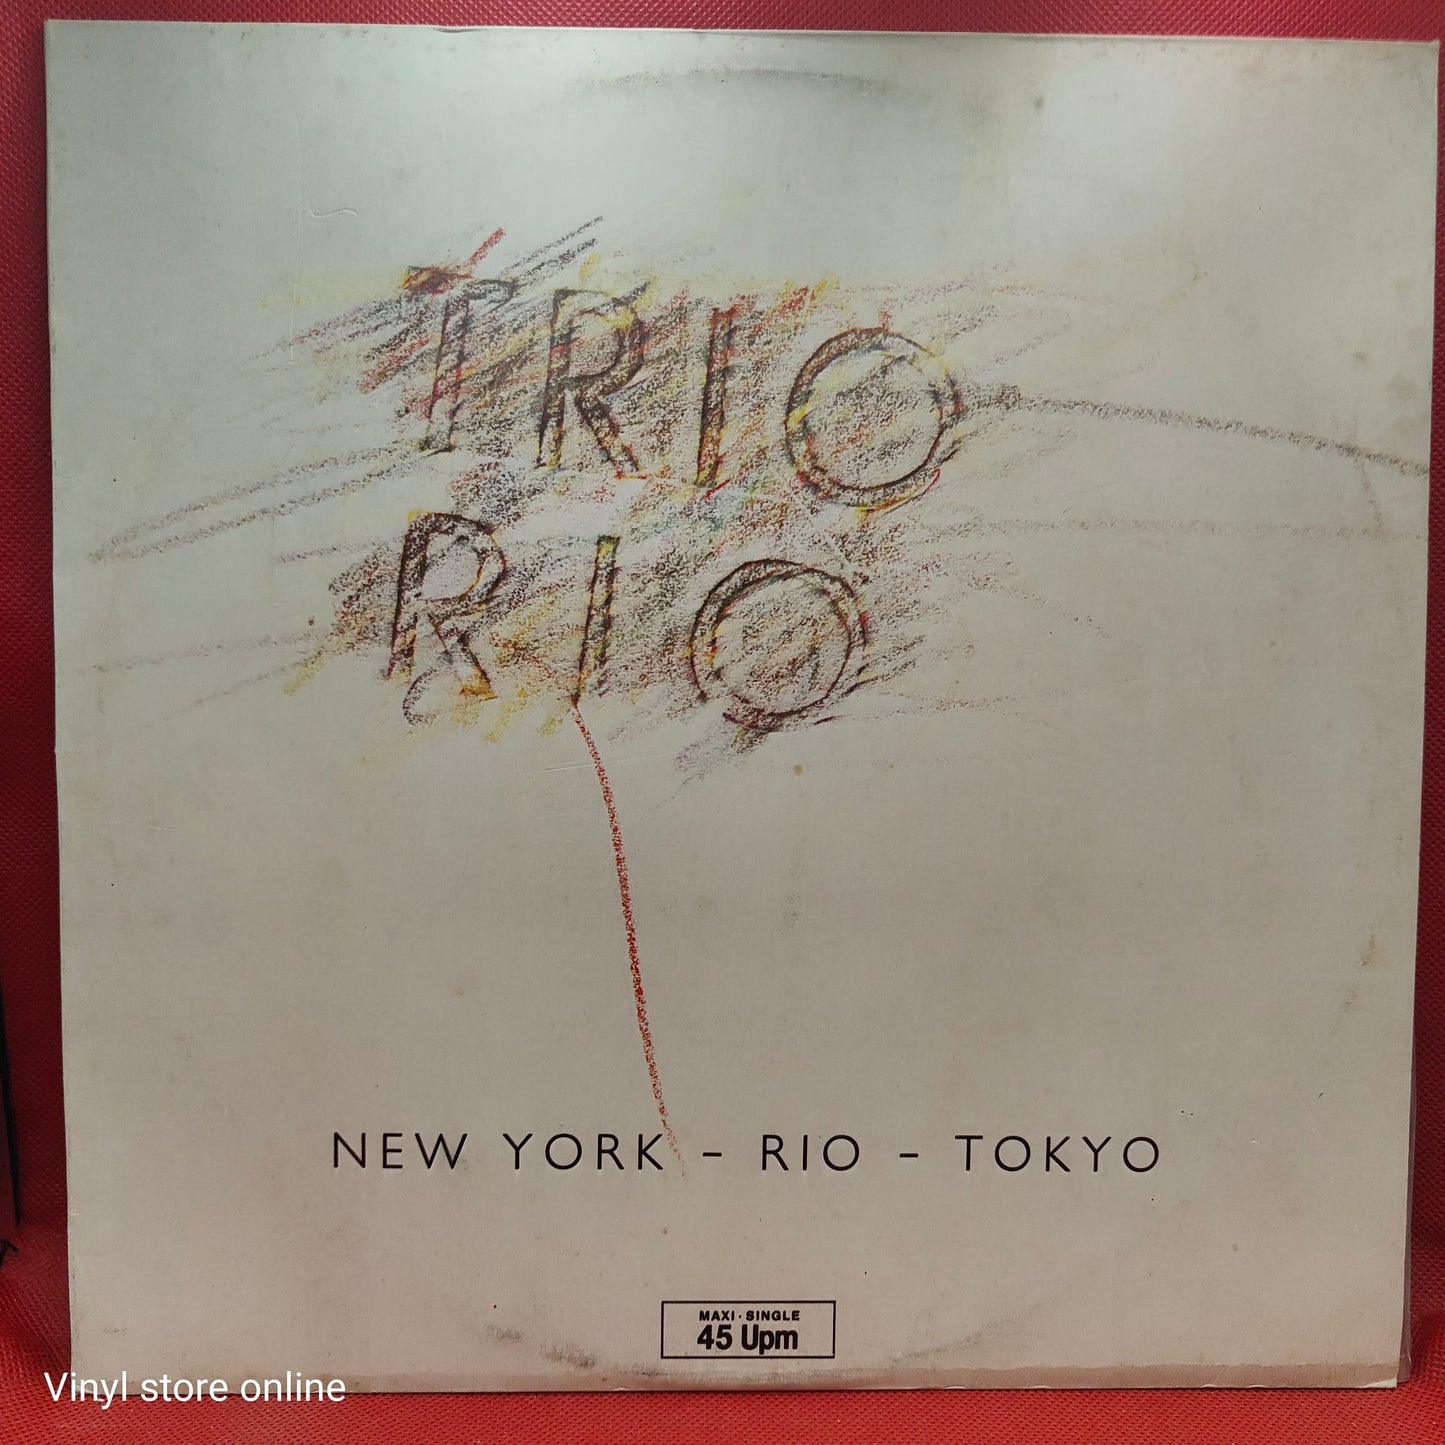 TRIO
RIO
NEW YORK – RIO – TOKYO
MAXI·SINGLE
45 Upm
Vinyl store online